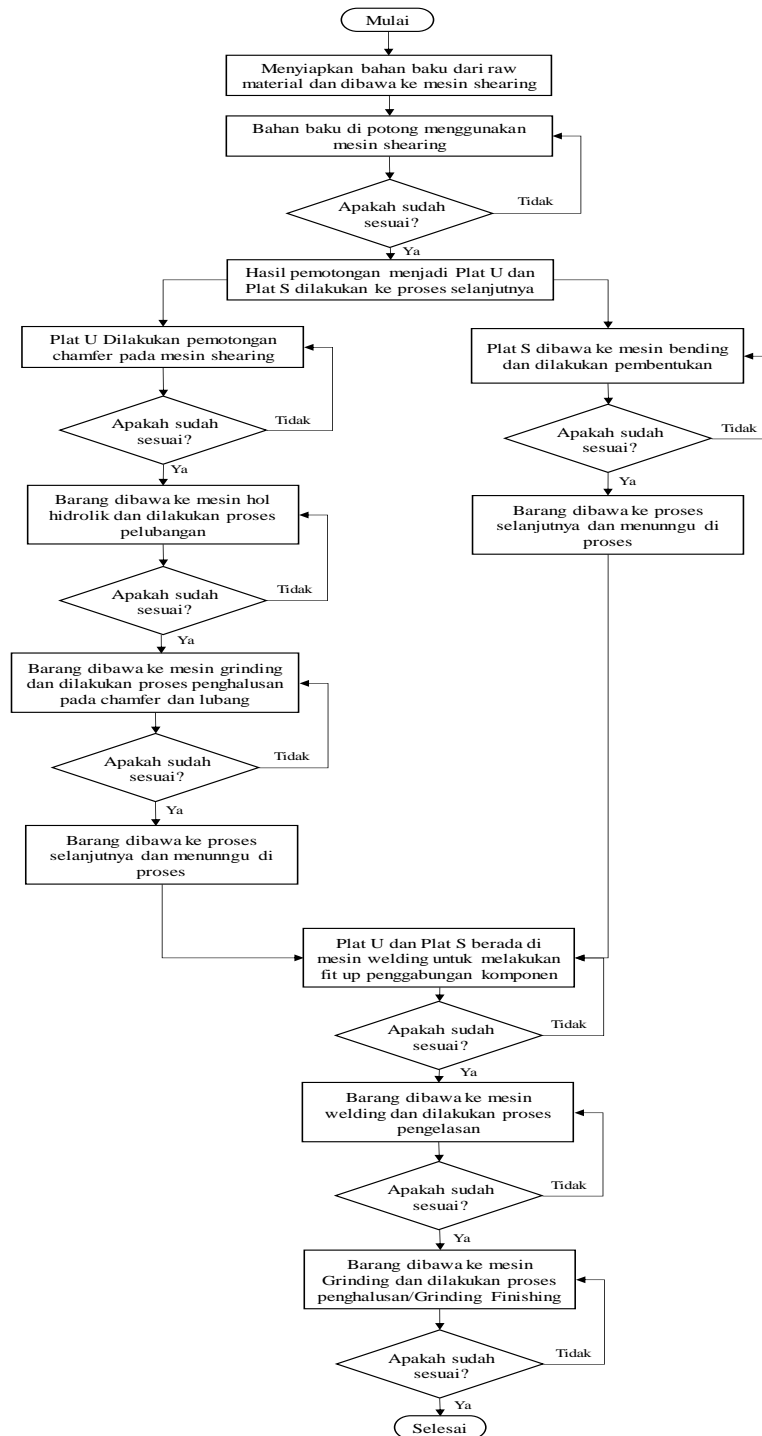 Mulai
Menyiapkan bahan baku dari raw
material dan dibawa ke mesin shearing
Bahan baku di potong menggunakan
mesin shearing
Apakah sudah
sesuai?
Tidak
Ya
Hasil pemotongan menjadi Plat U dan
Plat S dilakukan ke proses selanjutnya
Plat U Dilakukan pemotongan
chamfer pada mesin shearing
Apakah sudah
sesuai?
Tidak
Ya
Barang dibawa ke mesin hol
hidrolik dan dilakukan proses
pelubangan
Apakah sudah
sesuai?
Tidak
Ya
Barang dibawa ke mesin grinding
dan dilakukan proses penghalusan
pada chamfer dan lubang
Apakah sudah
sesuai?
Tidak
Ya
Barang dibawa ke proses
selanjutnya dan menunngu di
proses
Plat S dibawa ke mesin bending
dan dilakukan pembentukan
Apakah sudah
sesuai?
Tidak
Ya
Barang dibawa ke proses
selanjutnya dan menunngu di
proses
Plat U dan Plat S berada di
mesin welding untuk melakukan
fit up penggabungan komponen
Apakah sudah
sesuai?
Tidak
Ya
Barang dibawa ke mesin
welding dan dilakukan proses
pengelasan
Apakah sudah
sesuai?
Tidak
Ya
Barang dibawa ke mesin
Grinding dan dilakukan proses
penghalusan/Grinding Finishing
Apakah sudah
sesuai?
Tidak
Ya
Selesai